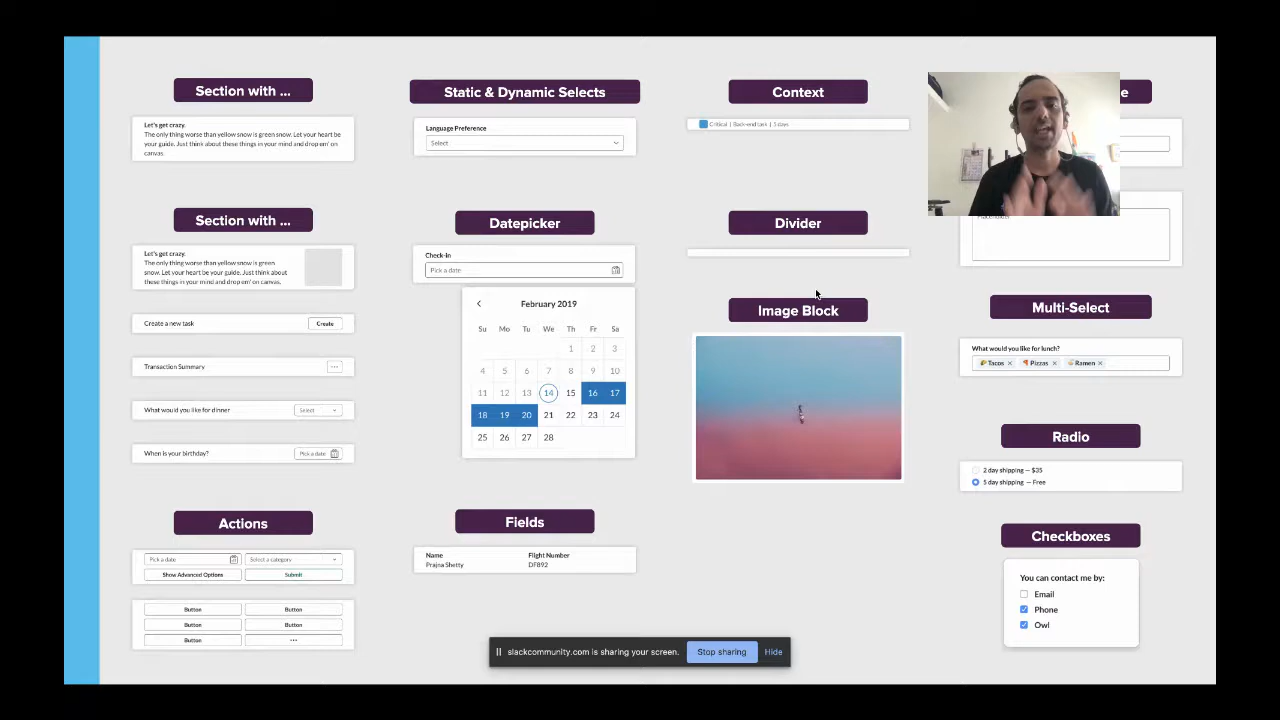 Section with ...
Let's get crazy.
The only thing worse than yellow snow is green snow. Let your heart be
your guide. Just think about these things in your mind and drop em' on
canvas.
Section with ...
Let's get crazy.
The only thing worse than yellow snow is green
snow. Let your heart be your guide. Just think about
these things in your mind and drop em' on canvas.
Create a new task
Create
Transaction Summary
...
What would you like for dinner
Select
When is your birthday?
Pick a date
Actions
Pick a date
Select a category
Show Advanced Options
Submit
Button
Button
Button
Button
Button
...
Static & Dynamic Selects
Language Preference
Select
Datepicker
Check-in
Pick a date
February 2019
Su Mo Tu We Th Fr Sa
1 2 3
4 5 6 7 8 9 10
11 12 13 14 15 16 17
18 19 20 21 22 23 24
25 26 27 28
Fields
Name Flight Number
Prajna Shetty DF892
Context
Critical | Back-end task | 5 days
Divider
Image Block
e
Placeholder
Multi-Select
What would you like for lunch?
Tacos × Pizzas × Ramen ×
Radio
2 day shipping — $35
5 day shipping — Free
Checkboxes
You can contact me by:
Email
Phone
Owl
slackcommunity.com is sharing your screen. Stop sharing Hide